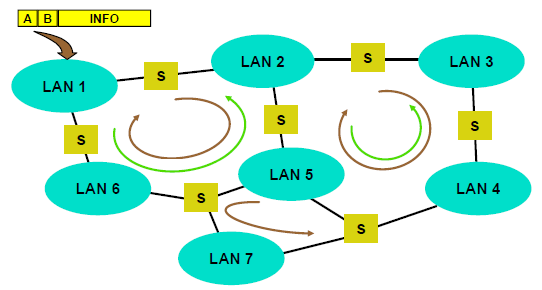 A B INFO
LAN 1
S
LAN 2
S
LAN 3
S
S
S
LAN 6
S
LAN 5
S
LAN 4
LAN 7